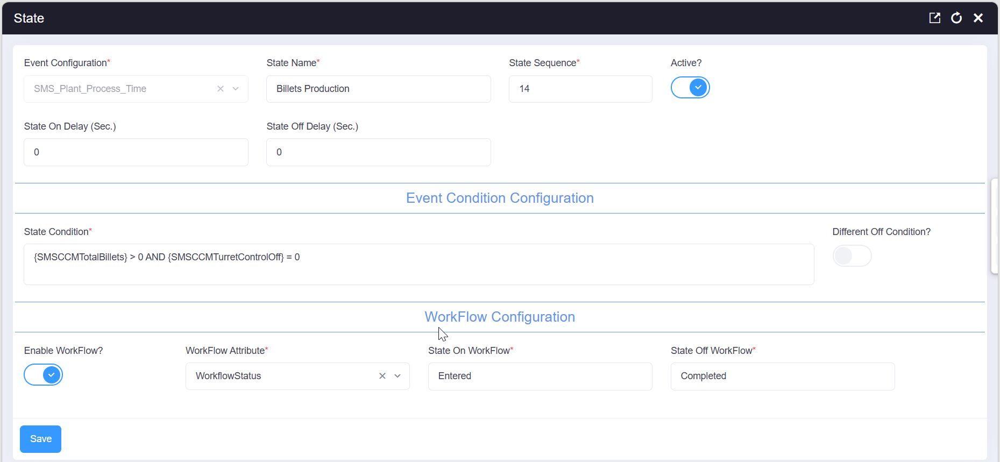 State
Event Configuration*
State Name*
State Sequence*
Active?
SMS_Plant_Process_Time
Billets Production
14
State On Delay (Sec.)
State Off Delay (Sec.)
0
0
Event Condition Configuration
State Condition*
Different Off Condition?
{SMSCCMTotalBillets} > 0 AND {SMSCCMTurretControlOff} = 0
WorkFlow Configuration
Enable WorkFlow?
WorkFlow Attribute*
State On WorkFlow*
State Off WorkFlow*
WorkflowStatus
Entered
Completed
Save